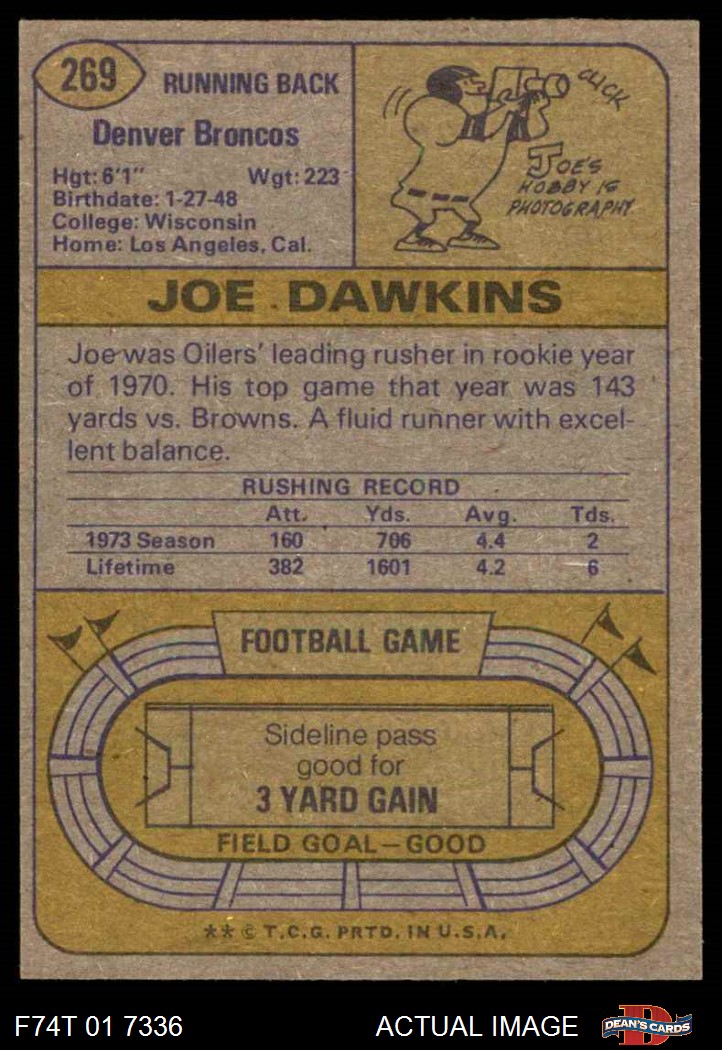 269
RUNNING BACK
Denver Broncos
Hgt: 6'1" Wgt: 223
Birthdate: 1-27-48
College: Wisconsin
Home: Los Angeles, Cal.
CLICK
JOE'S
HOBBY IS
PHOTOGRAPHY.
JOE DAWKINS
Joe was Oilers' leading rusher in rookie year
of 1970. His top game that year was 143
yards vs. Browns. A fluid runner with excel-
lent balance.
RUSHING RECORD
Att. Yds. Avg. Tds.
1973 Season 160 706 4.4 2
Lifetime 382 1601 4.2 6
FOOTBALL GAME
Sideline pass
good for
3 YARD GAIN
FIELD GOAL—GOOD
** © T.C.G. PRTD. IN U.S.A.
F74T 01 7336 ACTUAL IMAGE
D
DEAN'S CARDS